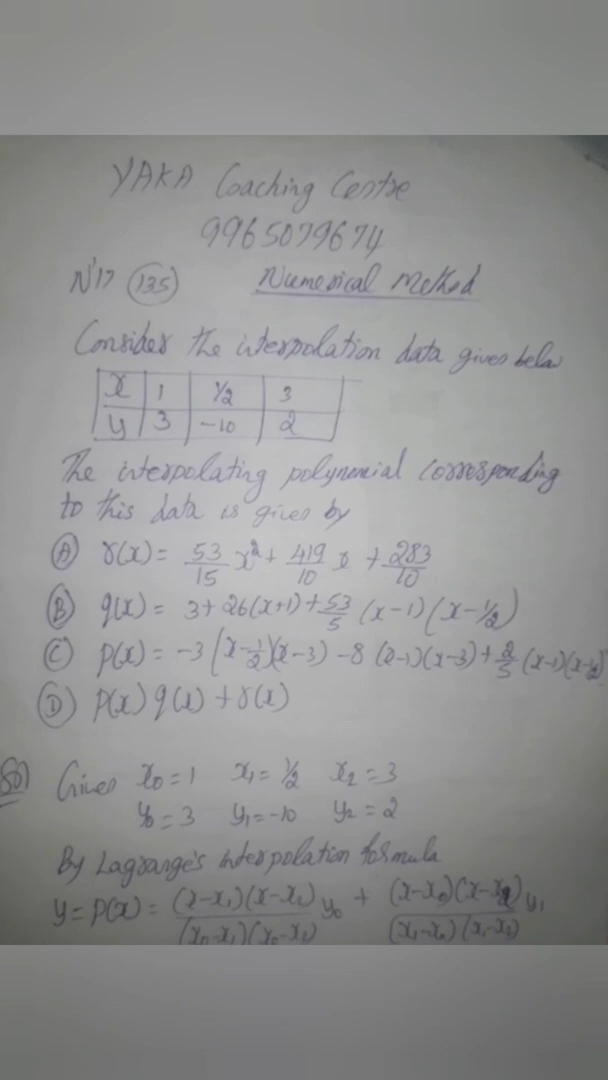 YAKA Coaching Centre
9965079674
N'17 (135) Numerical Method
Consider the interpolation data given below
x 1 1/2 3
y 3 -10 2
The interpolating polynomial corresponding
to this data is given by
(A) r(x) = 53/15 x² + 419/10 x + 283/10
(B) q(x) = 3 + 26(x+1) + 53/5 (x-1)(x-1/2)
(C) p(x) = -3 (x-1/2)(x-3) -8 (x-1)(x-3) + 2/5 (x-1)(x-1/2)
(D) p(x) q(x) + r(x)
Sol Given x₀ = 1 x₁ = 1/2 x₂ = 3
y₀ = 3 y₁ = -10 y₂ = 2
By Lagrange's interpolation formula
y = p(x) = (x-x₁)(x-x₂)/(x₀-x₁)(x₀-x₂) y₀ + (x-x₀)(x-x₂)/(x₁-x₀)(x₁-x₂) y₁